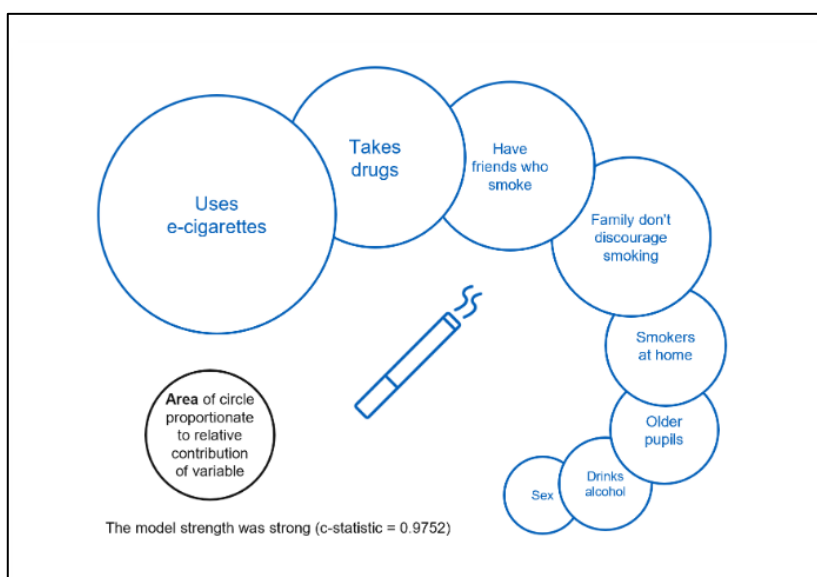 Uses
e-cigarettes
Takes
drugs
Have
friends who
smoke
Family don't
discourage
smoking
Smokers
at home
Older
pupils
Drinks
alcohol
Sex
Area of circle
proportionate
to relative
contribution
of variable
The model strength was strong (c-statistic = 0.9752)